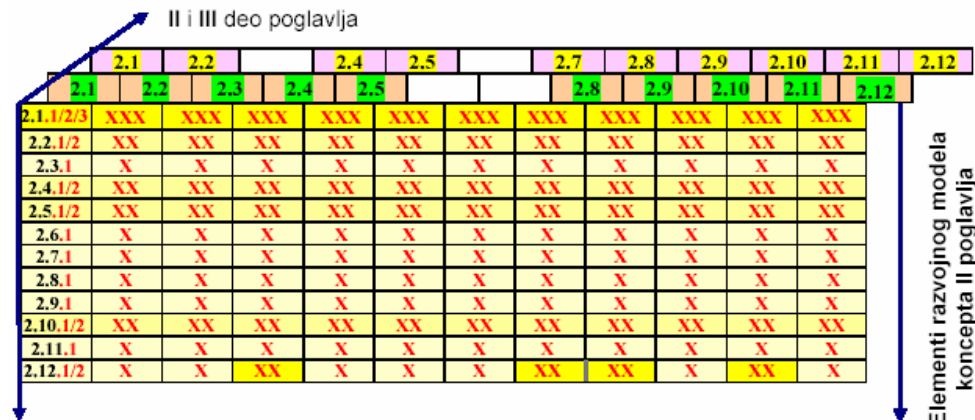 II i III deo poglavlja
2.1 2.2 2.4 2.5 2.7 2.8 2.9 2.10 2.11 2.12
2.1 2.2 2.3 2.4 2.5 2.8 2.9 2.10 2.11 2.12
2.1.1/2/3 XXX XXX XXX XXX XXX XXX XXX XXX XXX XXX
2.2.1/2 XX XX XX XX XX XX XX XX XX XX
2.3.1 X X X X X X X X X X
2.4.1/2 XX XX XX XX XX XX XX XX XX XX
2.5.1/2 XX XX XX XX XX XX XX XX XX XX
2.6.1 X X X X X X X X X X
2.7.1 X X X X X X X X X X
2.8.1 X X X X X X X X X X
2.9.1 X X X X X X X X X X
2.10.1/2 XX XX XX XX XX XX XX XX XX XX
2.11.1 X X X X X X X X X X
2.12.1/2 X X XX X X X XX XX X XX X
Elementi razvojnog modela
koncepta II poglavlja